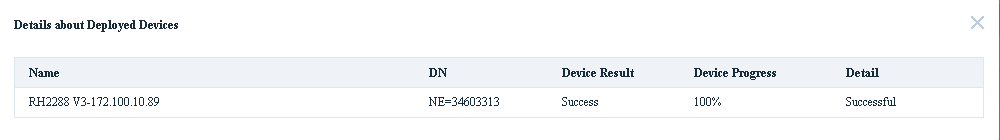 Details about Deployed Devices
Name DN Device Result Device Progress Detail
RH2288 V3-172.100.10.89 NE=34603313 Success 100% Successful